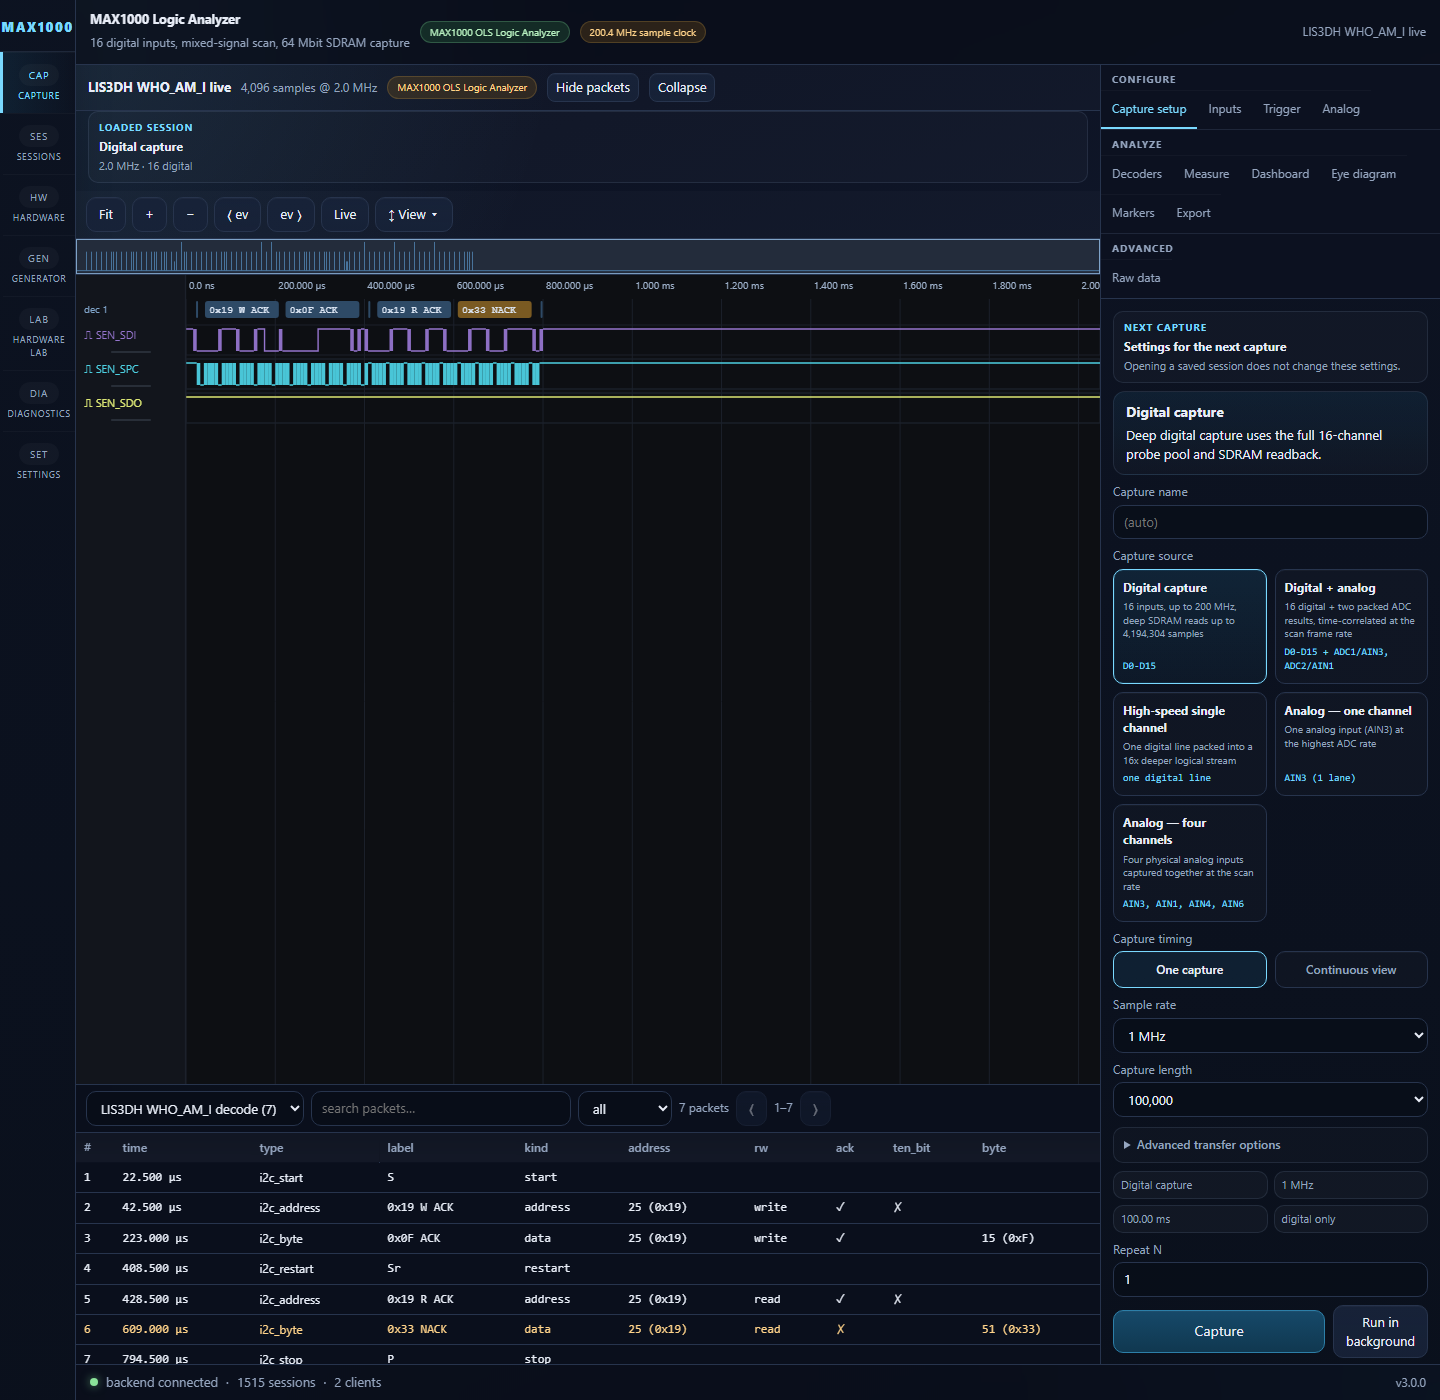 MAX1000
MAX1000 Logic Analyzer
16 digital inputs, mixed-signal scan, 64 Mbit SDRAM capture
MAX1000 OLS Logic Analyzer
200.4 MHz sample clock
LIS3DH WHO_AM_I live
CAP
CAPTURE
SES
SESSIONS
HW
HARDWARE
GEN
GENERATOR
LAB
HARDWARE
LAB
DIA
DIAGNOSTICS
SET
SETTINGS
LIS3DH WHO_AM_I live
4,096 samples @ 2.0 MHz
MAX1000 OLS Logic Analyzer
Hide packets
Collapse
LOADED SESSION
Digital capture
2.0 MHz · 16 digital
Fit
+
−
⟨ ev
ev ⟩
Live
↕ View ▾
0.0 ns 200.000 µs 400.000 µs 600.000 µs 800.000 µs 1.000 ms 1.200 ms 1.400 ms 1.600 ms 1.800 ms 2.00
dec 1
0x19 W ACK 0x0F ACK 0x19 R ACK 0x33 NACK
SEN_SDI
SEN_SPC
SEN_SDO
LIS3DH WHO_AM_I decode (7)
search packets...
all
7 packets
⟨
1–7
⟩
# time type label kind address rw ack ten_bit byte
1 22.500 µs i2c_start S start
2 42.500 µs i2c_address 0x19 W ACK address 25 (0x19) write ✓ ✗
3 223.000 µs i2c_byte 0x0F ACK data 25 (0x19) write ✓ 15 (0xF)
4 408.500 µs i2c_restart Sr restart
5 428.500 µs i2c_address 0x19 R ACK address 25 (0x19) read ✓ ✗
6 609.000 µs i2c_byte 0x33 NACK data 25 (0x19) read ✗ 51 (0x33)
7 794.500 µs i2c_stop P stop
CONFIGURE
Capture setup Inputs Trigger Analog
ANALYZE
Decoders Measure Dashboard Eye diagram
Markers Export
ADVANCED
Raw data
NEXT CAPTURE
Settings for the next capture
Opening a saved session does not change these settings.
Digital capture
Deep digital capture uses the full 16-channel
probe pool and SDRAM readback.
Capture name
(auto)
Capture source
Digital capture
16 inputs, up to 200 MHz,
deep SDRAM reads up to
4,194,304 samples
D0-D15
Digital + analog
16 digital + two packed ADC
results, time-correlated at the
scan frame rate
D0-D15 + ADC1/AIN3,
ADC2/AIN1
High-speed single
channel
One digital line packed into a
16x deeper logical stream
one digital line
Analog — one channel
One analog input (AIN3) at
the highest ADC rate
AIN3 (1 lane)
Analog — four
channels
Four physical analog inputs
captured together at the scan
rate
AIN3, AIN1, AIN4, AIN6
Capture timing
One capture
Continuous view
Sample rate
1 MHz
Capture length
100,000
▶ Advanced transfer options
Digital capture
1 MHz
100.00 ms
digital only
Repeat N
1
Capture
Run in
background
backend connected · 1515 sessions · 2 clients
v3.0.0